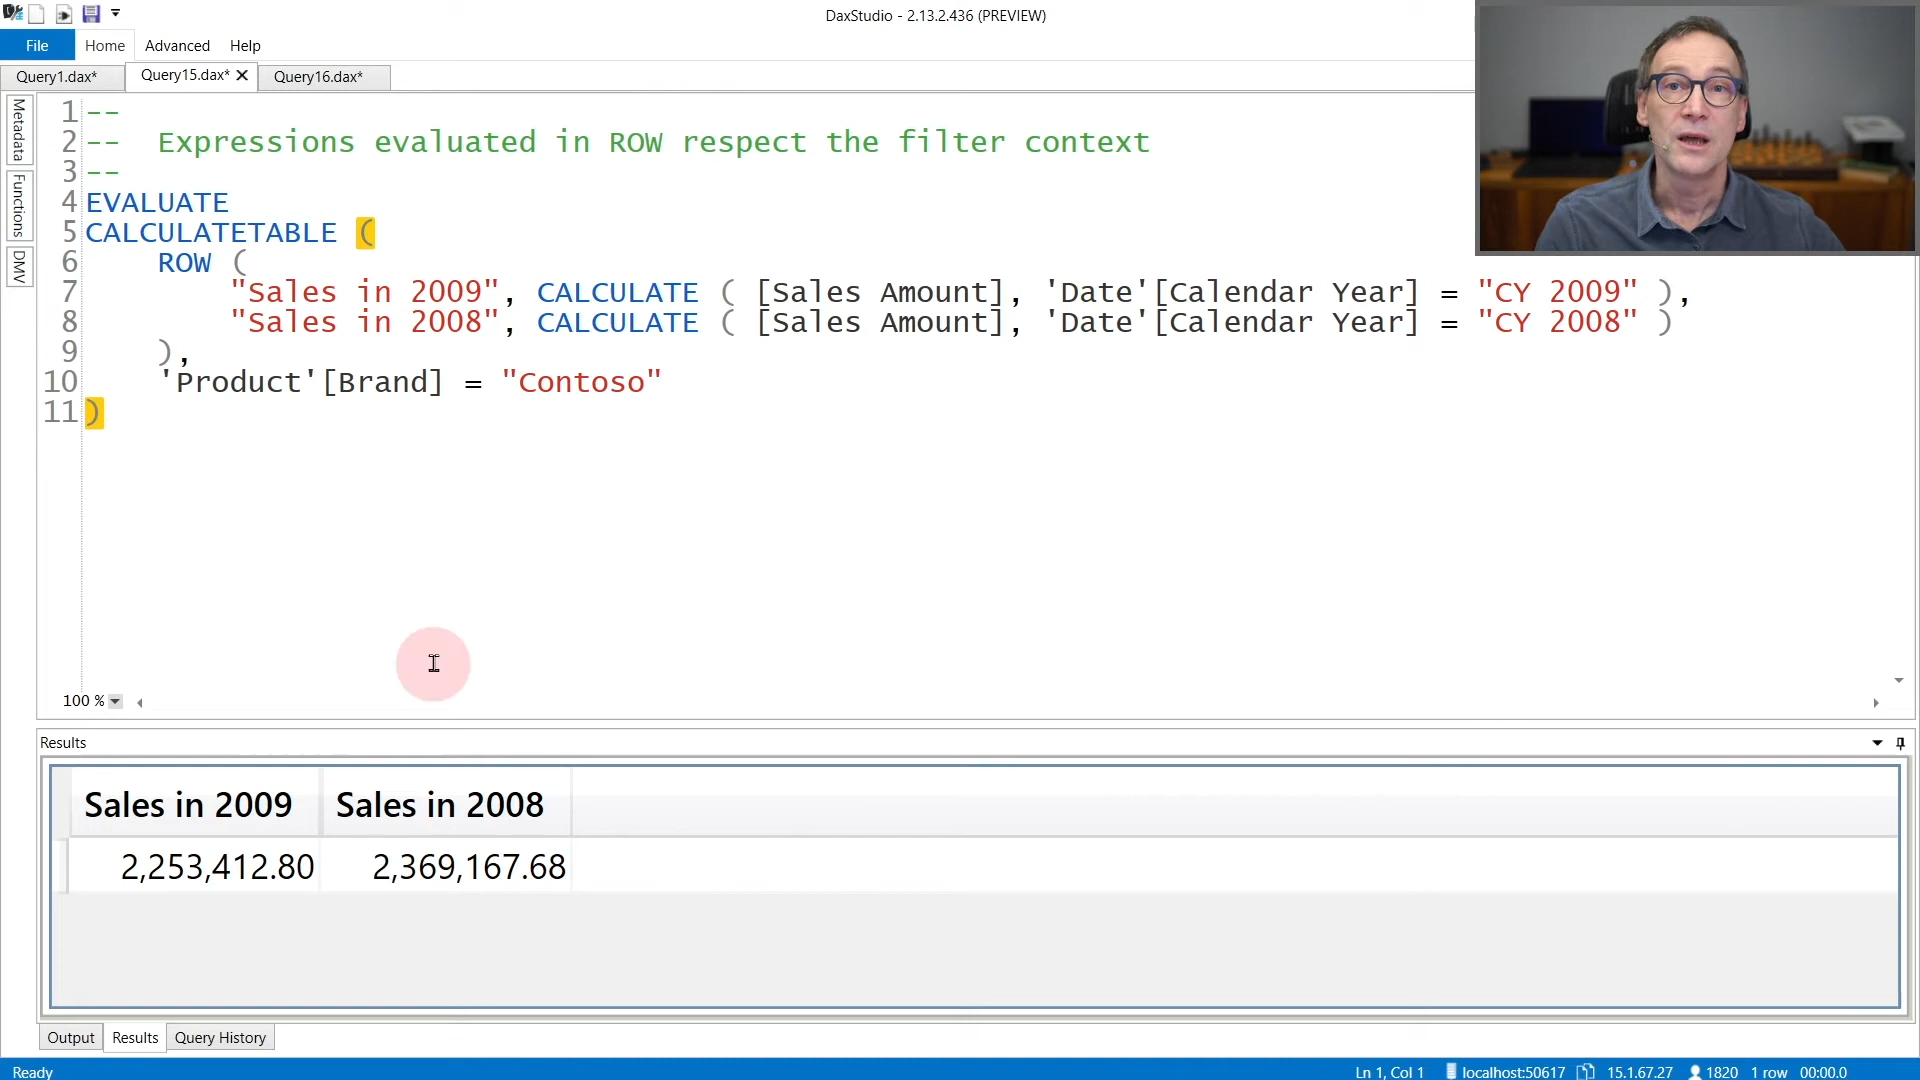 DaxStudio - 2.13.2.436 (PREVIEW)
File Home Advanced Help
Query1.dax* Query15.dax* Query16.dax*
Metadata
Functions
DMV
1 --
2 -- Expressions evaluated in ROW respect the filter context
3 --
4 EVALUATE
5 CALCULATETABLE (
6 ROW (
7 "Sales in 2009", CALCULATE ( [Sales Amount], 'Date'[Calendar Year] = "CY 2009" ),
8 "Sales in 2008", CALCULATE ( [Sales Amount], 'Date'[Calendar Year] = "CY 2008" )
9 ),
10 'Product'[Brand] = "Contoso"
11 )
100 %
Results
Sales in 2009 Sales in 2008
2,253,412.80 2,369,167.68
Output Results Query History
Ready Ln 1, Col 1 localhost:50617 15.1.67.27 1820 1 row 00:00.0